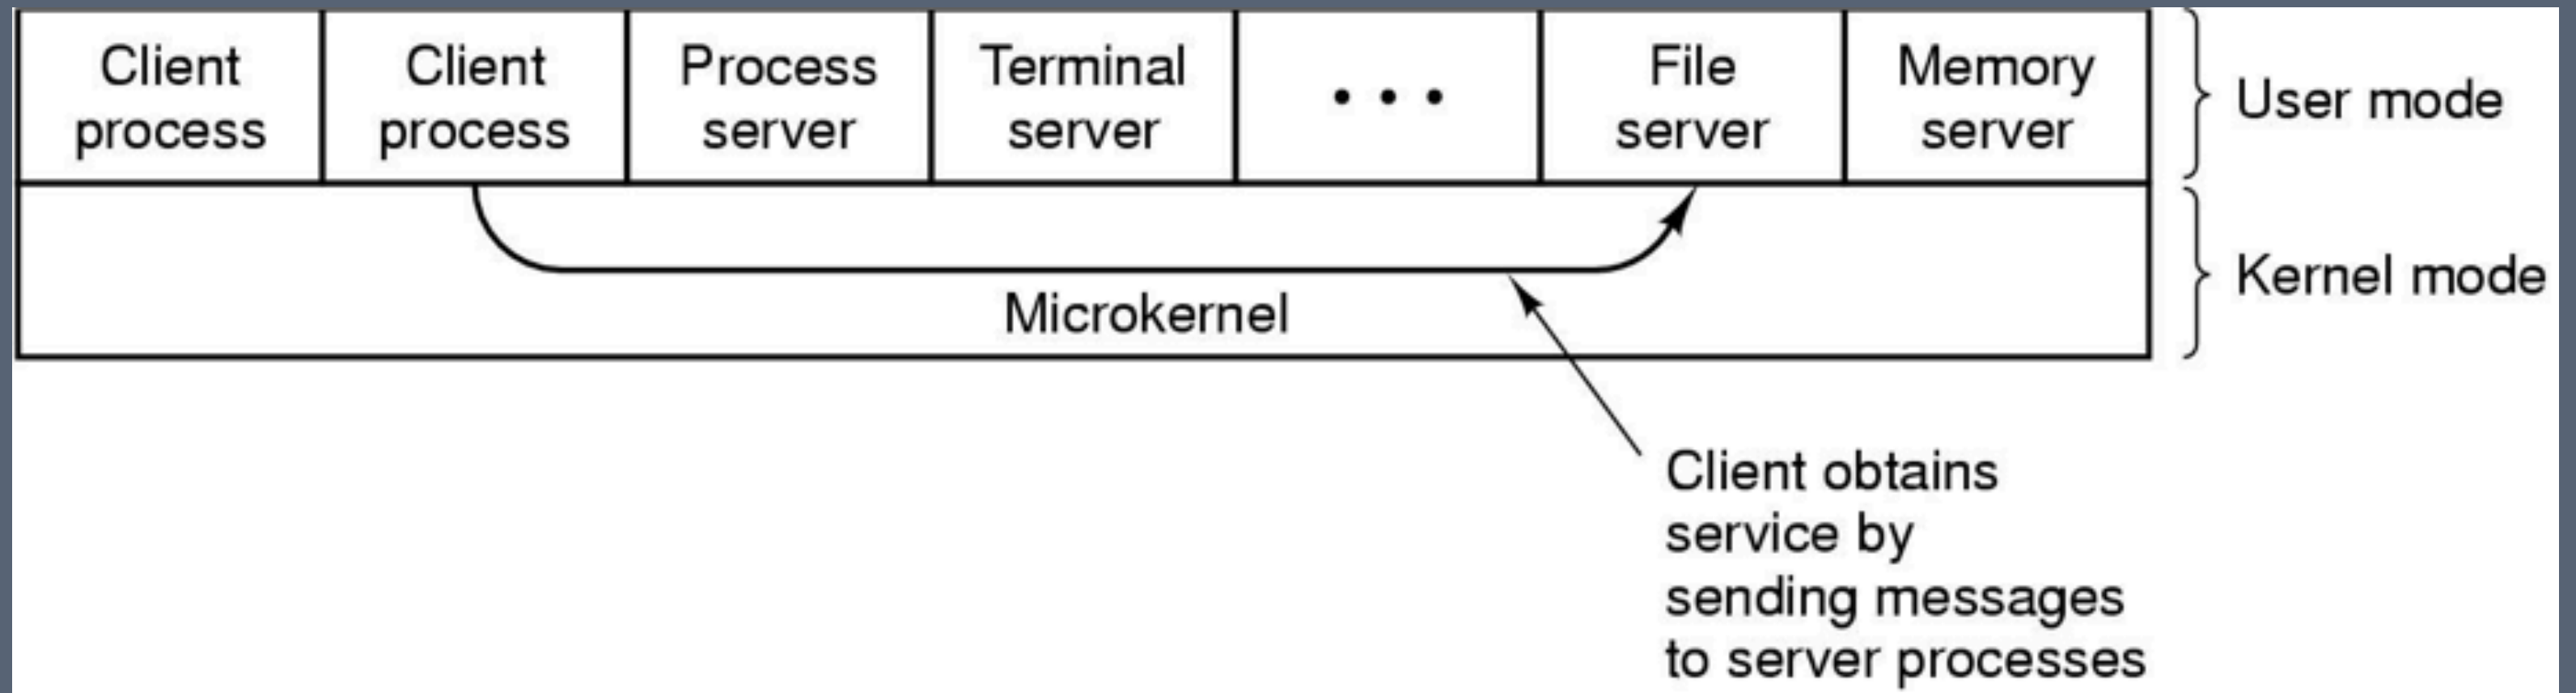 Client
process
Client
process
Process
server
Terminal
server
• • •
File
server
Memory
server
User mode
Microkernel
Kernel mode
Client obtains
service by
sending messages
to server processes